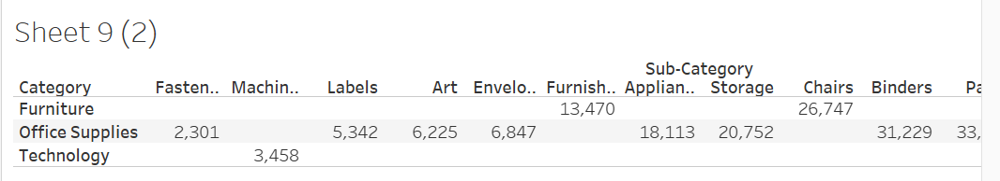 Sheet 9 (2)
Sub-Category
Category Fasten.. Machin.. Labels Art Envelo.. Furnish.. Applian.. Storage Chairs Binders Pa
Furniture 13,470 26,747
Office Supplies 2,301 5,342 6,225 6,847 18,113 20,752 31,229 33,
Technology 3,458